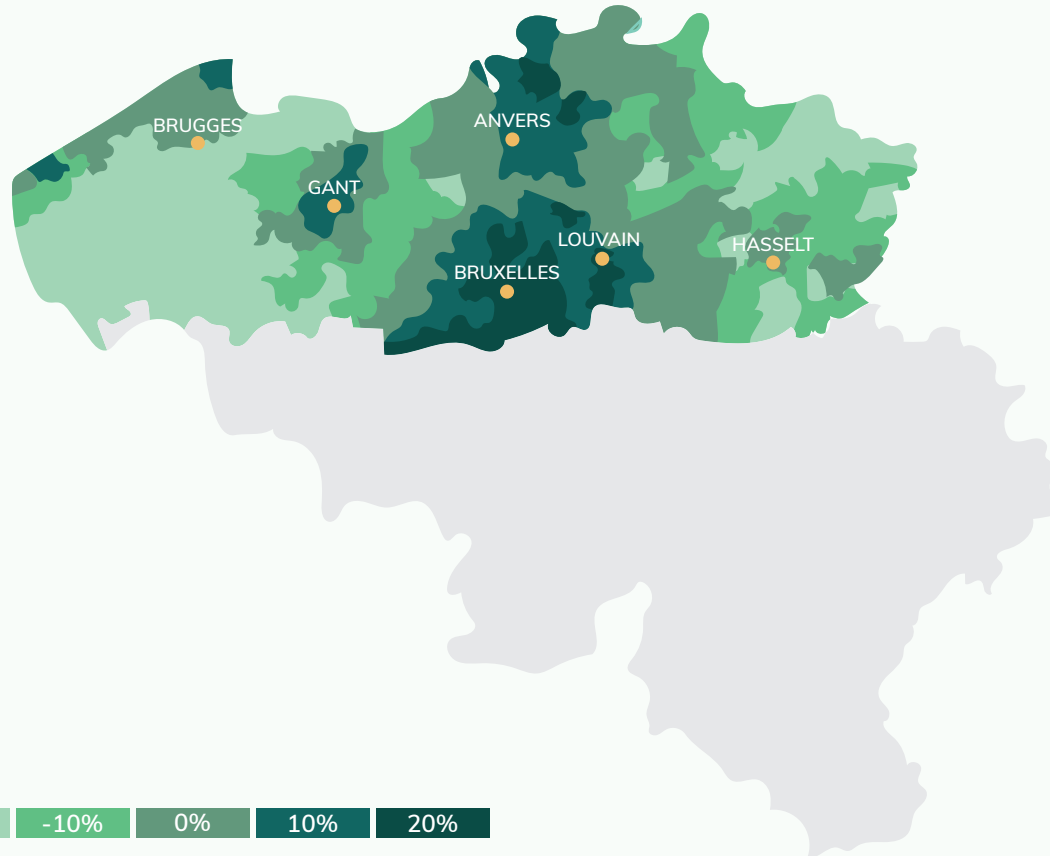 ANVERS
BRUGGES
GANT
LOUVAIN
HASSELT
BRUXELLES
-10%
0%
10%
20%